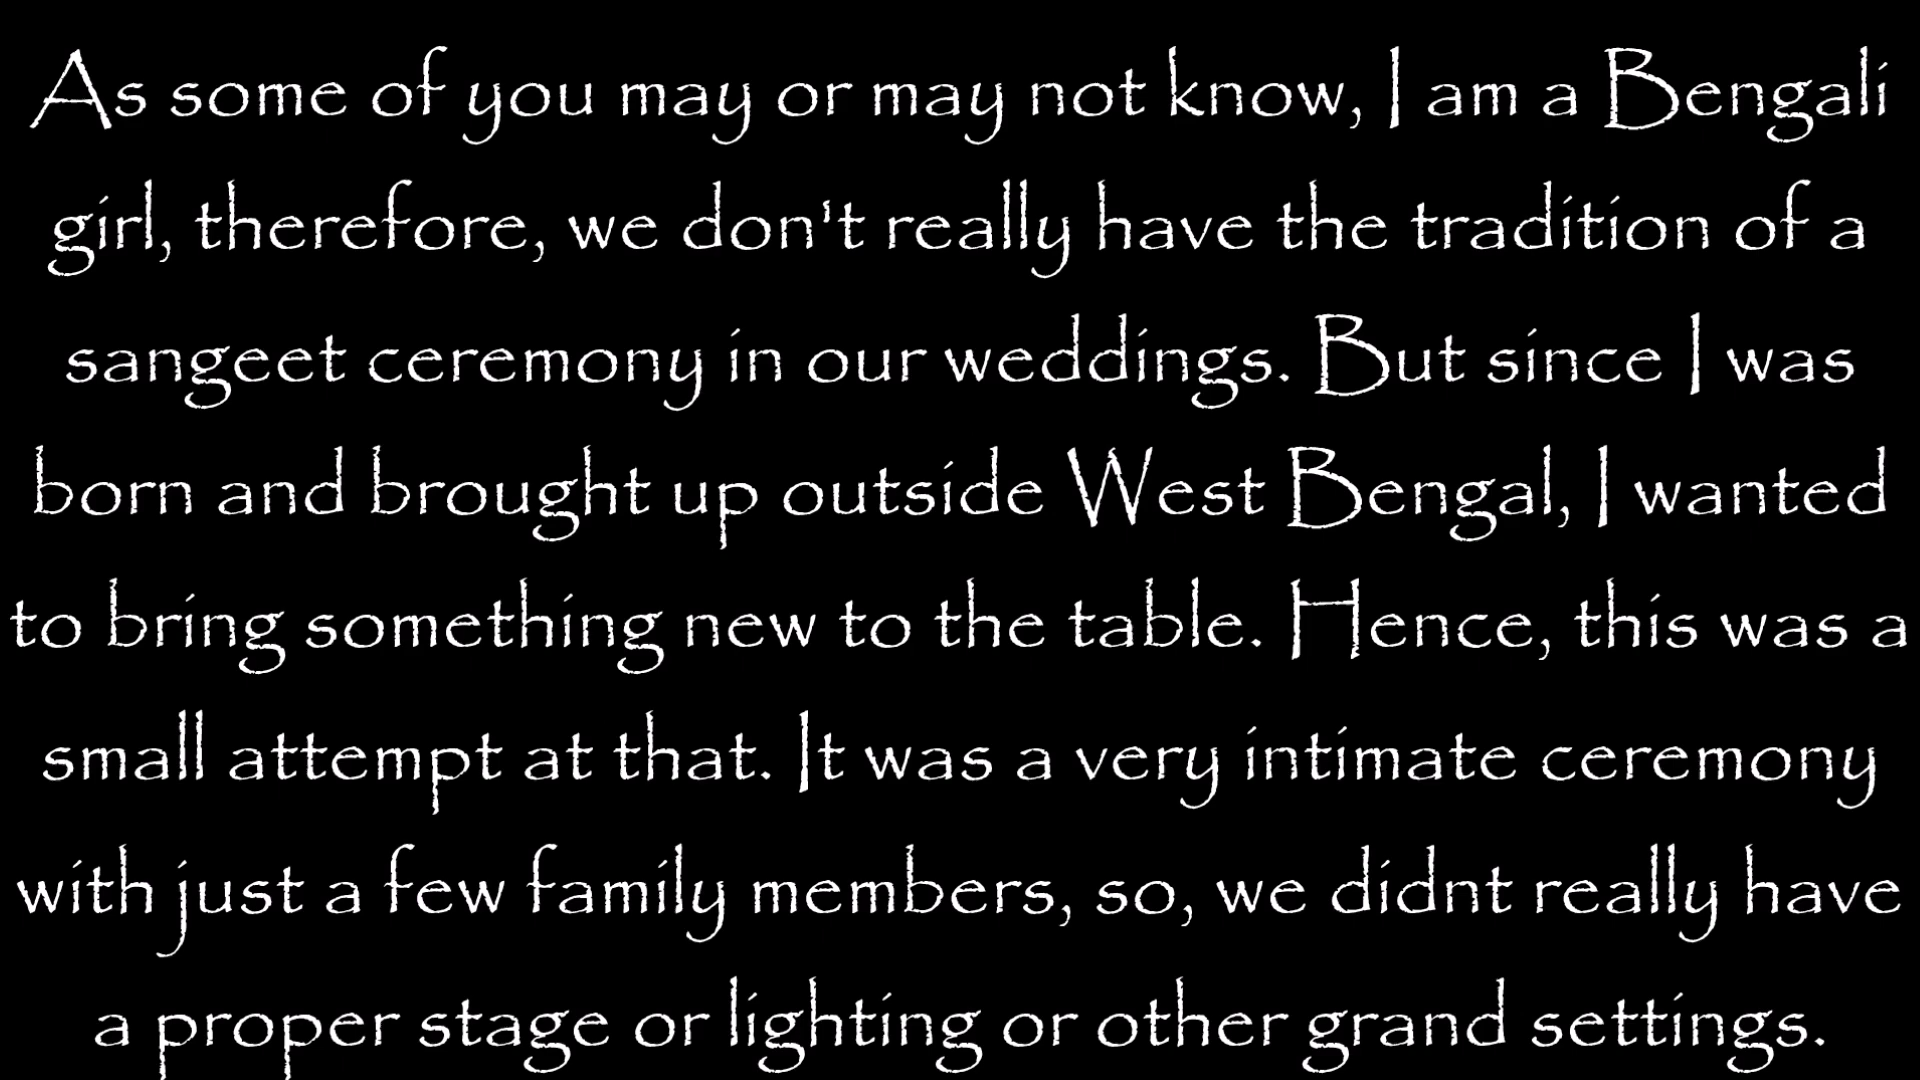 As some of you may or may not know, I am a Bengali
girl, therefore, we don't really have the tradition of a
sangeet ceremony in our weddings. But since I was
born and brought up outside West Bengal, I wanted
to bring something new to the table. Hence, this was a
small attempt at that. It was a very intimate ceremony
with just a few family members, so, we didnt really have
a proper stage or lighting or other grand settings.